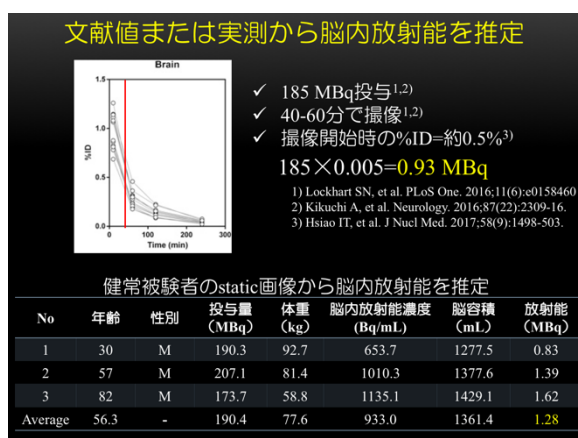 文献値または実測から脳内放射能を推定
Brain
1.5
1.0
0.5
0.0
%ID
0 100 200 300
Time (min)
✓ 185 MBq投与1,2)
✓ 40-60分で撮像1,2)
✓ 撮像開始時の%ID=約0.5%3)
185×0.005=0.93 MBq
1) Lockhart SN, et al. PLoS One. 2016;11(6):e0158460
2) Kikuchi A, et al. Neurology. 2016;87(22):2309-16.
3) Hsiao IT, et al. J Nucl Med. 2017;58(9):1498-503.
健常被験者のstatic画像から脳内放射能を推定
No 年齢 性別 投与量(MBq) 体重(kg) 脳内放射能濃度(Bq/mL) 脳容積(mL) 放射能(MBq)
1 30 M 190.3 92.7 653.7 1277.5 0.83
2 57 M 207.1 81.4 1010.3 1377.6 1.39
3 82 M 173.7 58.8 1135.1 1429.1 1.62
Average 56.3 - 190.4 77.6 933.0 1361.4 1.28